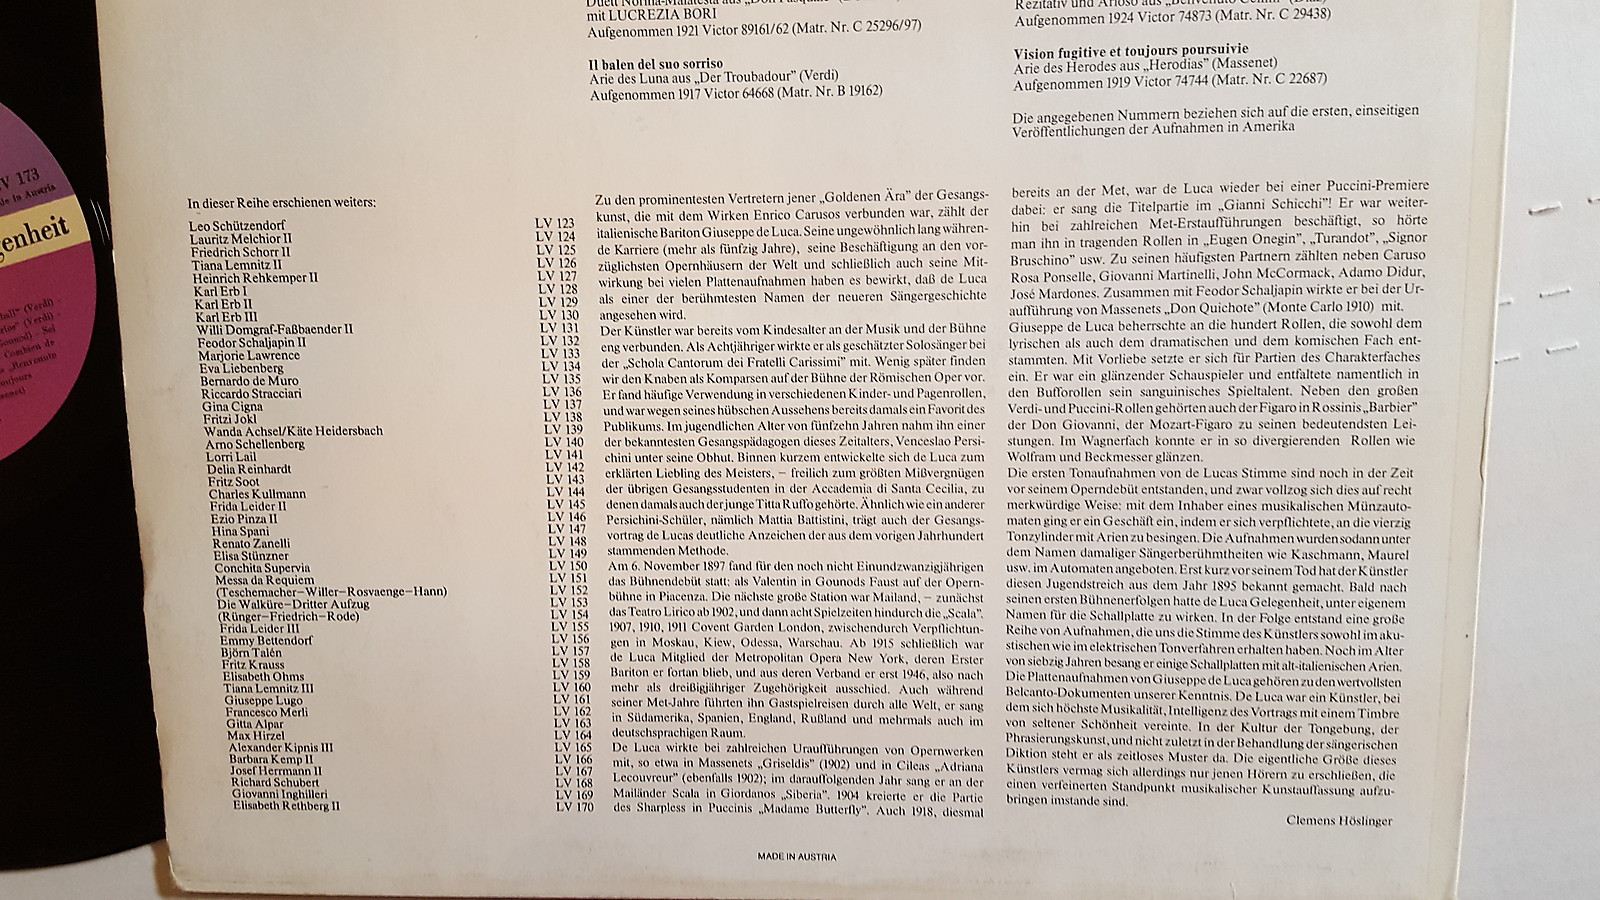 V 173
de in Austria
enheit
tall" (Verdi) -
los" (Verdi) -
Gounod) - Sei
Combien de
„Benvenuto
oujours
Duett Norina-Malatesta aus „Don Pasquale"
mit LUCREZIA BORI
Aufgenommen 1921 Victor 89161/62 (Matr. Nr. C 25296/97)
Il balen del suo sorriso
Arie des Luna aus „Der Troubadour" (Verdi)
Aufgenommen 1917 Victor 64668 (Matr. Nr. B 19162)
Rezitativ und Arioso aus „Benvenuto Cellini" (Diaz)
Aufgenommen 1924 Victor 74873 (Matr. Nr. C 29438)
Vision fugitive et toujours poursuivie
Arie des Herodes aus „Herodias" (Massenet)
Aufgenommen 1919 Victor 74744 (Matr. Nr. C 22687)
Die angegebenen Nummern beziehen sich auf die ersten, einseitigen
Veröffentlichungen der Aufnahmen in Amerika
In dieser Reihe erschienen weiters:
Leo Schützendorf LV 123
Lauritz Melchior II LV 124
Friedrich Schorr II LV 125
Tiana Lemnitz II LV 126
Heinrich Rehkemper II LV 127
Karl Erb I LV 128
Karl Erb II LV 129
Karl Erb III LV 130
Willi Domgraf-Faßbaender II LV 131
Feodor Schaljapin II LV 132
Marjorie Lawrence LV 133
Eva Liebenberg LV 134
Bernardo de Muro LV 135
Riccardo Stracciari LV 136
Gina Cigna LV 137
Fritzi Jokl LV 138
Wanda Achsel/Käte Heidersbach LV 139
Arno Schellenberg LV 140
Lorri Lail LV 141
Delia Reinhardt LV 142
Fritz Soot LV 143
Charles Kullmann LV 144
Frida Leider II LV 145
Ezio Pinza II LV 146
Hina Spani LV 147
Renato Zanelli LV 148
Elisa Stünzner LV 149
Conchita Supervia LV 150
Messa da Requiem LV 151
(Teschemacher–Willer–Rosvaenge–Hann) LV 152
Die Walküre–Dritter Aufzug LV 153
(Rünger–Friedrich–Rode) LV 154
Frida Leider III LV 155
Emmy Bettendorf LV 156
Björn Talén LV 157
Fritz Krauss LV 158
Elisabeth Ohms LV 159
Tiana Lemnitz III LV 160
Giuseppe Lugo LV 161
Francesco Merli LV 162
Gitta Alpar LV 163
Max Hirzel LV 164
Alexander Kipnis III LV 165
Barbara Kemp II LV 166
Josef Herrmann II LV 167
Richard Schubert LV 168
Giovanni Inghilleri LV 169
Elisabeth Rethberg II LV 170
Zu den prominentesten Vertretern jener „Goldenen Ära" der Gesangs-
kunst, die mit dem Wirken Enrico Carusos verbunden war, zählt der
italienische Bariton Giuseppe de Luca. Seine ungewöhnlich lang währen-
de Karriere (mehr als fünfzig Jahre), seine Beschäftigung an den vor-
züglichsten Opernhäusern der Welt und schließlich auch seine Mit-
wirkung bei vielen Plattenaufnahmen haben es bewirkt, daß de Luca
als einer der berühmtesten Namen der neueren Sängergeschichte
angesehen wird.
Der Künstler war bereits vom Kindesalter an der Musik und der Bühne
eng verbunden. Als Achtjähriger wirkte er als geschätzter Solosänger bei
der „Schola Cantorum dei Fratelli Carissimi" mit. Wenig später finden
wir den Knaben als Komparsen auf der Bühne der Römischen Oper vor.
Er fand häufige Verwendung in verschiedenen Kinder- und Pagenrollen,
und war wegen seines hübschen Aussehens bereits damals ein Favorit des
Publikums. Im jugendlichen Alter von fünfzehn Jahren nahm ihn einer
der bekanntesten Gesangspädagogen dieses Zeitalters, Venceslao Persi-
chini unter seine Obhut. Binnen kurzem entwickelte sich de Luca zum
erklärten Liebling des Meisters, – freilich zum größten Mißvergnügen
der übrigen Gesangsstudenten in der Accademia di Santa Cecilia, zu
denen damals auch der junge Titta Ruffo gehörte. Ähnlich wie ein anderer
Persichini-Schüler, nämlich Mattia Battistini, trägt auch der Gesangs-
vortrag de Lucas deutliche Anzeichen der aus dem vorigen Jahrhundert
stammenden Methode.
Am 6. November 1897 fand für den noch nicht Einundzwanzigjährigen
das Bühnendebüt statt: als Valentin in Gounods Faust auf der Opern-
bühne in Piacenza. Die nächste große Station war Mailand, – zunächst
das Teatro Lirico ab 1902, und dann acht Spielzeiten hindurch die „Scala".
1907, 1910, 1911 Covent Garden London, zwischendurch Verpflichtun-
gen in Moskau, Kiew, Odessa, Warschau. Ab 1915 schließlich war
de Luca Mitglied der Metropolitan Opera New York, deren Erster
Bariton er fortan blieb, und aus deren Verband er erst 1946, also nach
mehr als dreißigjähriger Zugehörigkeit ausschied. Auch während
seiner Met-Jahre führten ihn Gastspielreisen durch alle Welt, er sang
in Südamerika, Spanien, England, Rußland und mehrmals auch im
deutschsprachigen Raum.
De Luca wirkte bei zahlreichen Uraufführungen von Opernwerken
mit, so etwa in Massenets „Griseldis" (1902) und in Cileas „Adriana
Lecouvreur" (ebenfalls 1902); im darauffolgenden Jahr sang er an der
Mailänder Scala in Giordanos „Siberia". 1904 kreierte er die Partie
des Sharpless in Puccinis „Madame Butterfly". Auch 1918, diesmal
bereits an der Met, war de Luca wieder bei einer Puccini-Premiere
dabei: er sang die Titelpartie im „Gianni Schicchi"! Er war weiter-
hin bei zahlreichen Met-Erstaufführungen beschäftigt, so hörte
man ihn in tragenden Rollen in „Eugen Onegin", „Turandot", „Signor
Bruschino" usw. Zu seinen häufigsten Partnern zählten neben Caruso
Rosa Ponselle, Giovanni Martinelli, John McCormack, Adamo Didur,
José Mardones. Zusammen mit Feodor Schaljapin wirkte er bei der Ur-
aufführung von Massenets „Don Quichote" (Monte Carlo 1910) mit.
Giuseppe de Luca beherrschte an die hundert Rollen, die sowohl dem
lyrischen als auch dem dramatischen und dem komischen Fach ent-
stammten. Mit Vorliebe setzte er sich für Partien des Charakterfaches
ein. Er war ein glänzender Schauspieler und entfaltete namentlich in
den Bufforollen sein sanguinisches Spieltalent. Neben den großen
Verdi- und Puccini-Rollen gehörten auch der Figaro in Rossinis „Barbier"
der Don Giovanni, der Mozart-Figaro zu seinen bedeutendsten Lei-
stungen. Im Wagnerfach konnte er in so divergierenden Rollen wie
Wolfram und Beckmesser glänzen.
Die ersten Tonaufnahmen von de Lucas Stimme sind noch in der Zeit
vor seinem Operndebüt entstanden, und zwar vollzog sich dies auf recht
merkwürdige Weise: mit dem Inhaber eines musikalischen Münzauto-
maten ging er ein Geschäft ein, indem er sich verpflichtete, an die vierzig
Tonzylinder mit Arien zu besingen. Die Aufnahmen wurden sodann unter
dem Namen damaliger Sängerberühmtheiten wie Kaschmann, Maurel
usw. im Automaten angeboten. Erst kurz vor seinem Tod hat der Künstler
diesen Jugendstreich aus dem Jahr 1895 bekannt gemacht. Bald nach
seinen ersten Bühnenerfolgen hatte de Luca Gelegenheit, unter eigenem
Namen für die Schallplatte zu wirken. In der Folge entstand eine große
Reihe von Aufnahmen, die uns die Stimme des Künstlers sowohl im aku-
stischen wie im elektrischen Tonverfahren erhalten haben. Noch im Alter
von siebzig Jahren besang er einige Schallplatten mit alt-italienischen Arien.
Die Plattenaufnahmen von Giuseppe de Luca gehören zu den wertvollsten
Belcanto-Dokumenten unserer Kenntnis. De Luca war ein Künstler, bei
dem sich höchste Musikalität, Intelligenz des Vortrags mit einem Timbre
von seltener Schönheit vereinte. In der Kultur der Tongebung, der
Phrasierungskunst, und nicht zuletzt in der Behandlung der sängerischen
Diktion steht er als zeitloses Muster da. Die eigentliche Größe dieses
Künstlers vermag sich allerdings nur jenen Hörern zu erschließen, die
einen verfeinerten Standpunkt musikalischer Kunstauffassung aufzu-
bringen imstande sind.
Clemens Höslinger
MADE IN AUSTRIA